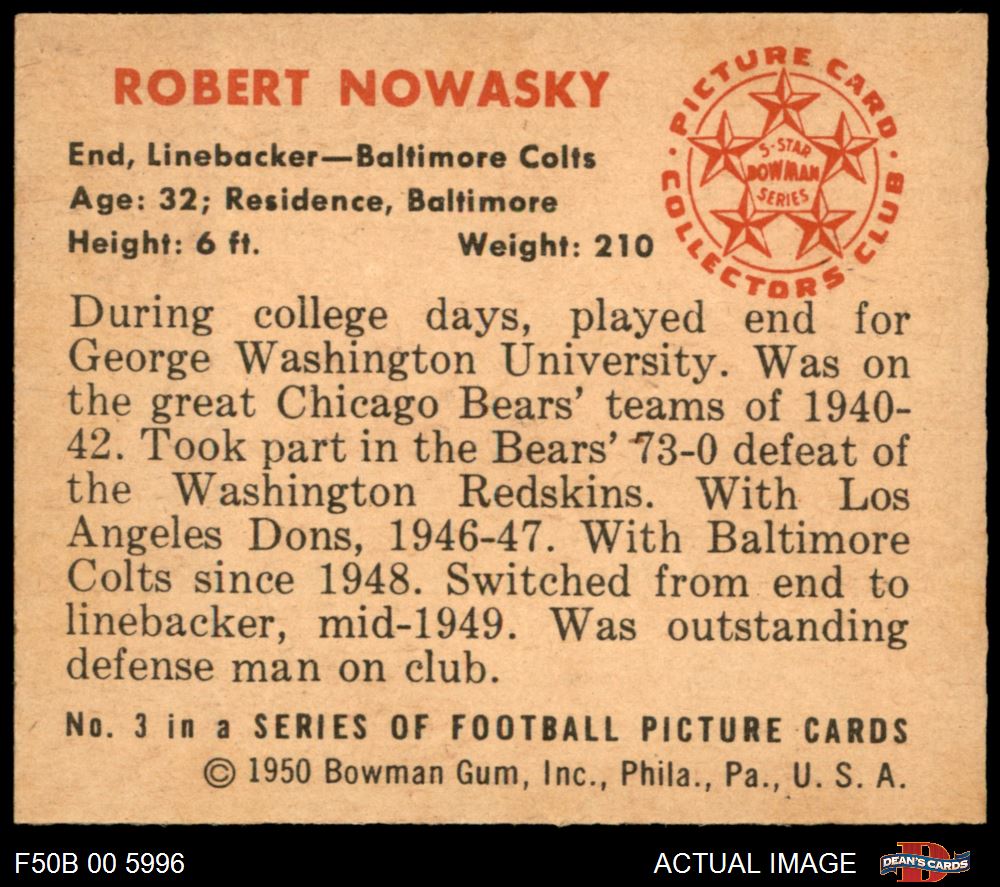 ROBERT NOWASKY
End, Linebacker—Baltimore Colts
Age: 32; Residence, Baltimore
Height: 6 ft. Weight: 210
PICTURE CARD
COLLECTORS CLUB
5-STAR
BOWMAN
SERIES
During college days, played end for
George Washington University. Was on
the great Chicago Bears' teams of 1940-
42. Took part in the Bears' 73-0 defeat of
the Washington Redskins. With Los
Angeles Dons, 1946-47. With Baltimore
Colts since 1948. Switched from end to
linebacker, mid-1949. Was outstanding
defense man on club.
No. 3 in a SERIES OF FOOTBALL PICTURE CARDS
© 1950 Bowman Gum, Inc., Phila., Pa., U. S. A.
F50B 00 5996
ACTUAL IMAGE
D
DEAN'S CARDS